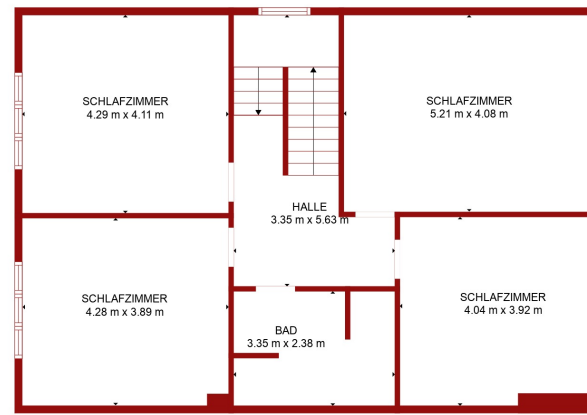 SCHLAFZIMMER
4.29 m x 4.11 m
SCHLAFZIMMER
5.21 m x 4.08 m
HALLE
3.35 m x 5.63 m
SCHLAFZIMMER
4.28 m x 3.89 m
SCHLAFZIMMER
4.04 m x 3.92 m
BAD
3.35 m x 2.38 m